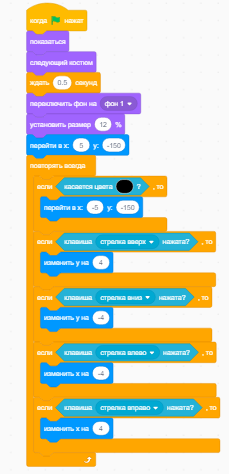 когда нажат
показаться
следующий костюм
ждать 0.5 секунд
переключить фон на фон 1
установить размер 12 %
перейти в x: 5 y: -150
повторять всегда
если касается цвета ? , то
перейти в x: -5 y: -150
если клавиша стрелка вверх нажата? , то
изменить y на 4
если клавиша стрелка вниз нажата? , то
изменить y на -4
если клавиша стрелка влево нажата? , то
изменить x на -4
если клавиша стрелка вправо нажата? , то
изменить x на 4